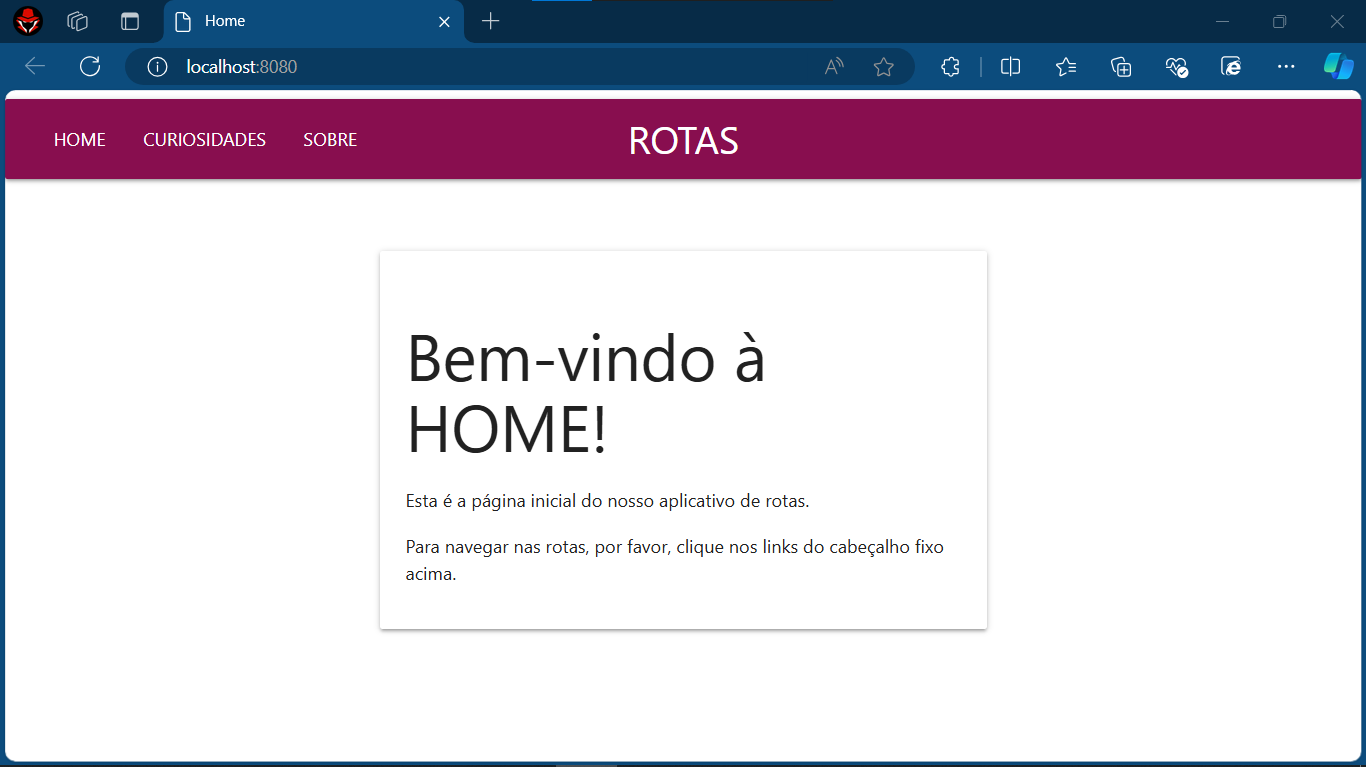 Home
localhost:8080
HOME CURIOSIDADES SOBRE ROTAS
Bem-vindo à
HOME!
Esta é a página inicial do nosso aplicativo de rotas.
Para navegar nas rotas, por favor, clique nos links do cabeçalho fixo
acima.